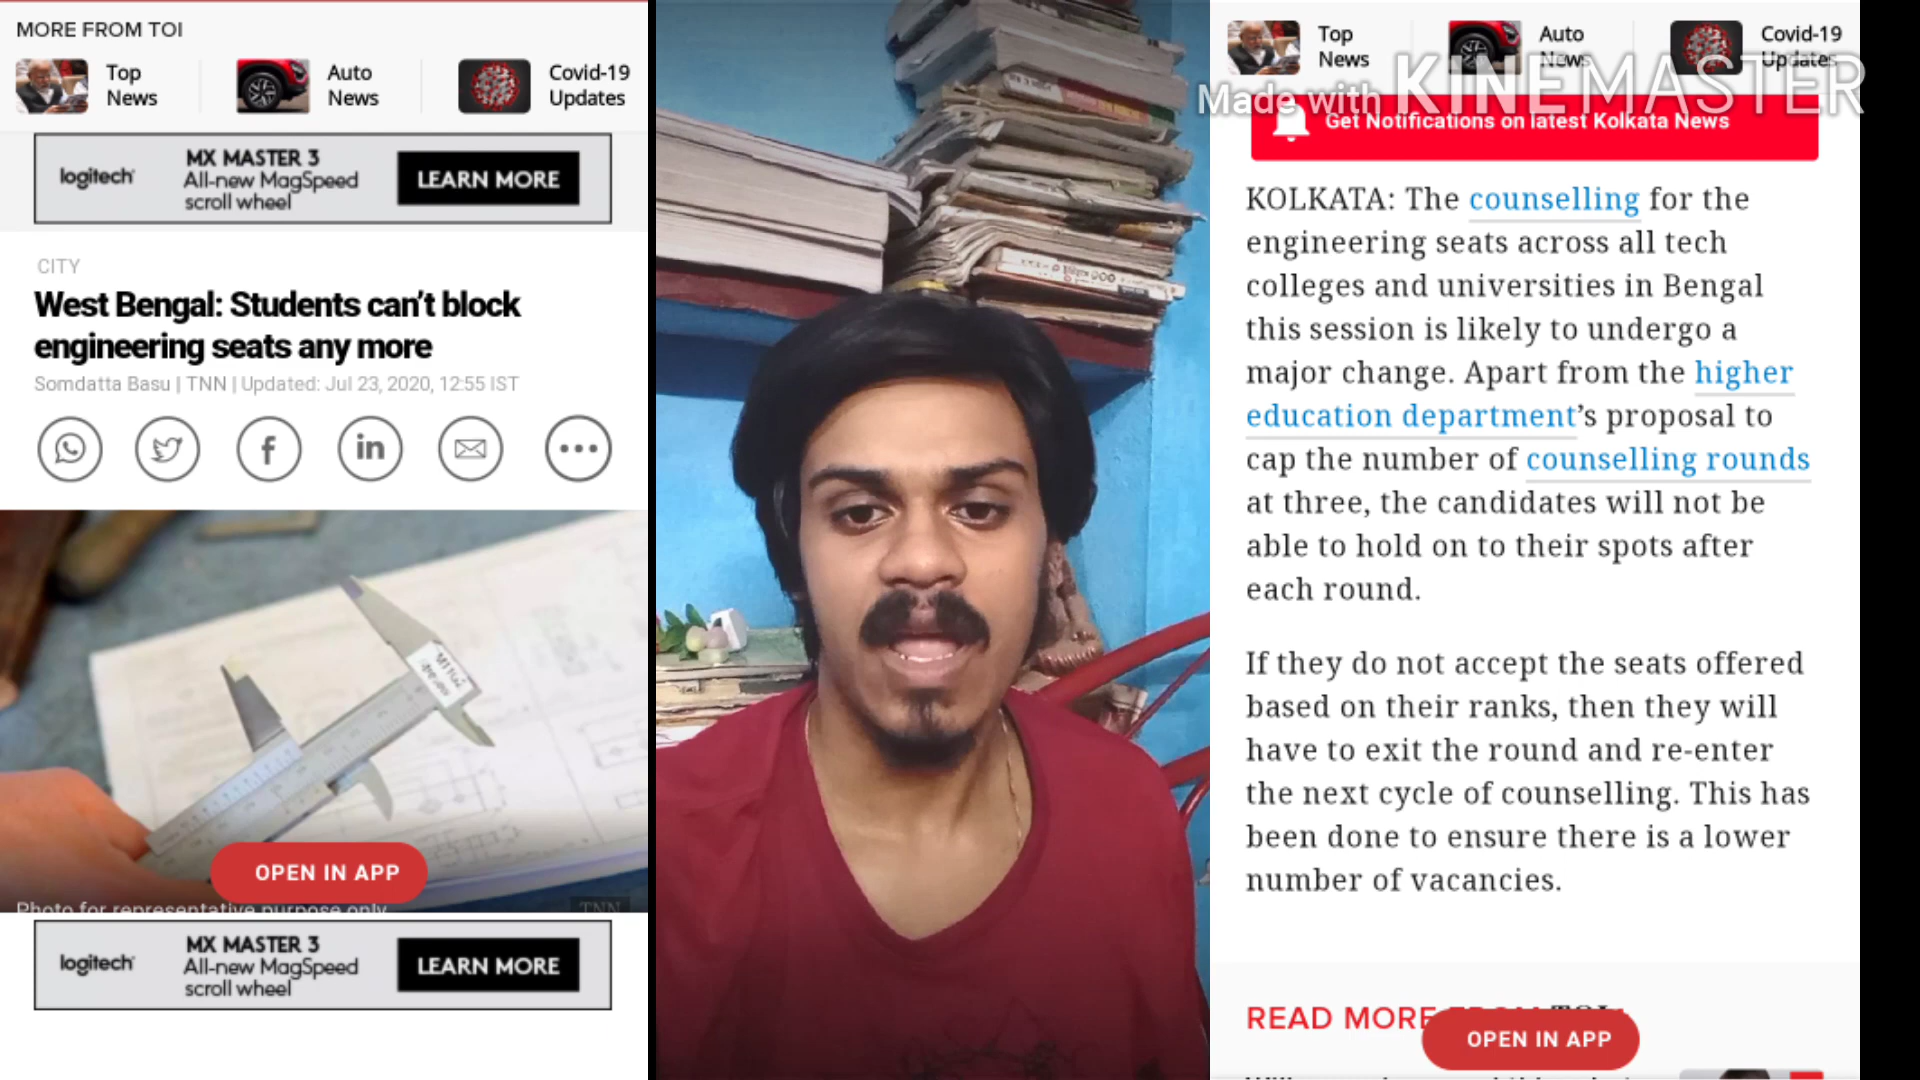 MORE FROM TOI
Top News
Auto News
Covid-19 Updates
logitech
MX MASTER 3
All-new MagSpeed
scroll wheel
LEARN MORE
CITY
West Bengal: Students can't block
engineering seats any more
Somdatta Basu | TNN | Updated: Jul 23, 2020, 12:55 IST
OPEN IN APP
Photo for representative purpose only
TNN
logitech
MX MASTER 3
All-new MagSpeed
scroll wheel
LEARN MORE
Top News
Auto News
Covid-19 Updates
Made with KINEMASTER
Get Notifications on latest Kolkata News
KOLKATA: The counselling for the
engineering seats across all tech
colleges and universities in Bengal
this session is likely to undergo a
major change. Apart from the higher
education department's proposal to
cap the number of counselling rounds
at three, the candidates will not be
able to hold on to their spots after
each round.
If they do not accept the seats offered
based on their ranks, then they will
have to exit the round and re-enter
the next cycle of counselling. This has
been done to ensure there is a lower
number of vacancies.
READ MORE FROM TOI
OPEN IN APP